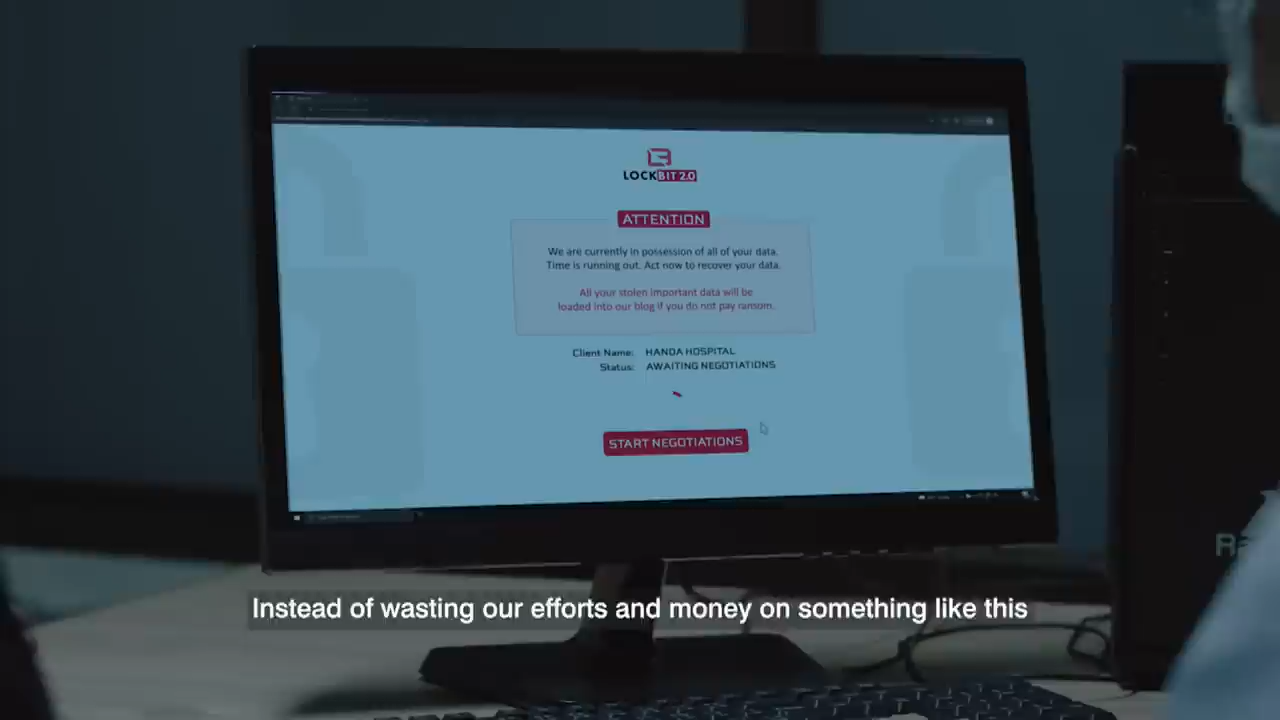 LOCKBIT 2.0
ATTENTION
We are currently in possession of all of your data.
Time is running out. Act now to recover your data.
All your stolen important data will be
loaded into our blog if you do not pay ransom.
Client Name: HANDA HOSPITAL
Status: AWAITING NEGOTIATIONS
START NEGOTIATIONS
Instead of wasting our efforts and money on something like this